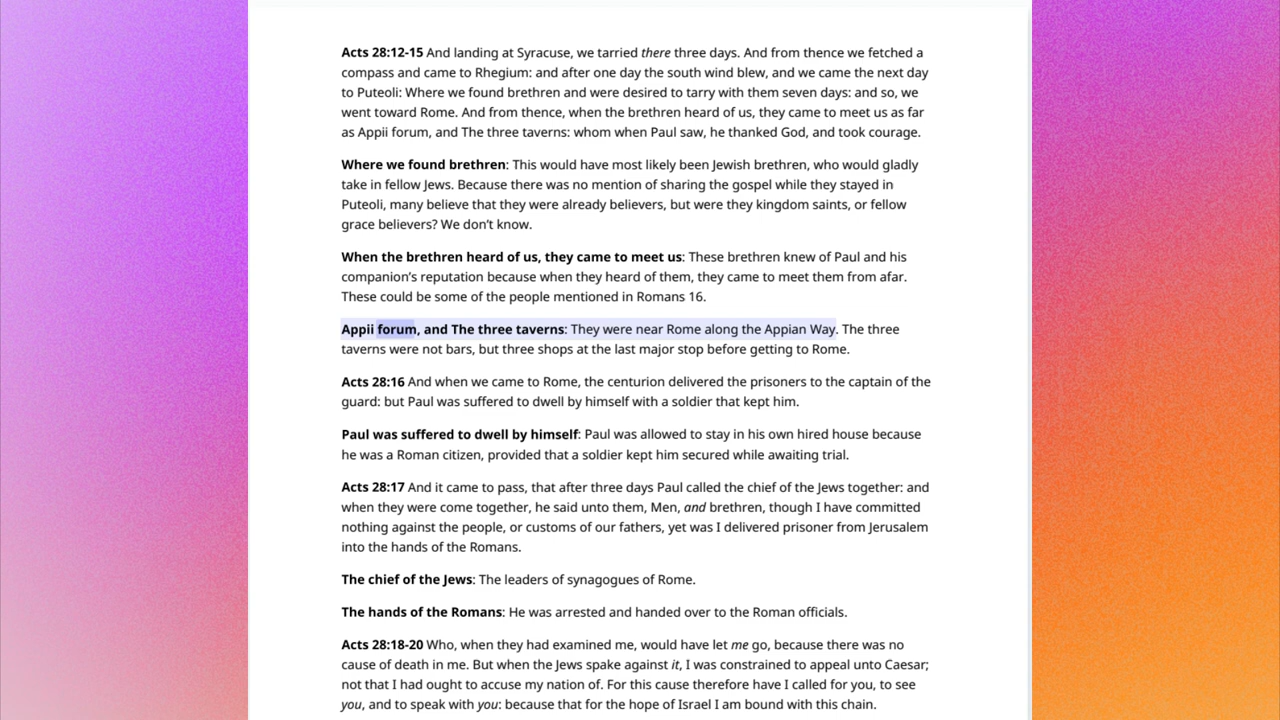 Acts 28:12-15 And landing at Syracuse, we tarried there three days. And from thence we fetched a
compass and came to Rhegium: and after one day the south wind blew, and we came the next day
to Puteoli: Where we found brethren and were desired to tarry with them seven days: and so, we
went toward Rome. And from thence, when the brethren heard of us, they came to meet us as far
as Appii forum, and The three taverns: whom when Paul saw, he thanked God, and took courage.
Where we found brethren: This would have most likely been Jewish brethren, who would gladly
take in fellow Jews. Because there was no mention of sharing the gospel while they stayed in
Puteoli, many believe that they were already believers, but were they kingdom saints, or fellow
grace believers? We don’t know.
When the brethren heard of us, they came to meet us: These brethren knew of Paul and his
companion’s reputation because when they heard of them, they came to meet them from afar.
These could be some of the people mentioned in Romans 16.
Appii forum, and The three taverns: They were near Rome along the Appian Way. The three
taverns were not bars, but three shops at the last major stop before getting to Rome.
Acts 28:16 And when we came to Rome, the centurion delivered the prisoners to the captain of the
guard: but Paul was suffered to dwell by himself with a soldier that kept him.
Paul was suffered to dwell by himself: Paul was allowed to stay in his own hired house because
he was a Roman citizen, provided that a soldier kept him secured while awaiting trial.
Acts 28:17 And it came to pass, that after three days Paul called the chief of the Jews together: and
when they were come together, he said unto them, Men, and brethren, though I have committed
nothing against the people, or customs of our fathers, yet was I delivered prisoner from Jerusalem
into the hands of the Romans.
The chief of the Jews: The leaders of synagogues of Rome.
The hands of the Romans: He was arrested and handed over to the Roman officials.
Acts 28:18-20 Who, when they had examined me, would have let me go, because there was no
cause of death in me. But when the Jews spake against it, I was constrained to appeal unto Caesar;
not that I had ought to accuse my nation of. For this cause therefore have I called for you, to see
you, and to speak with you: because that for the hope of Israel I am bound with this chain.